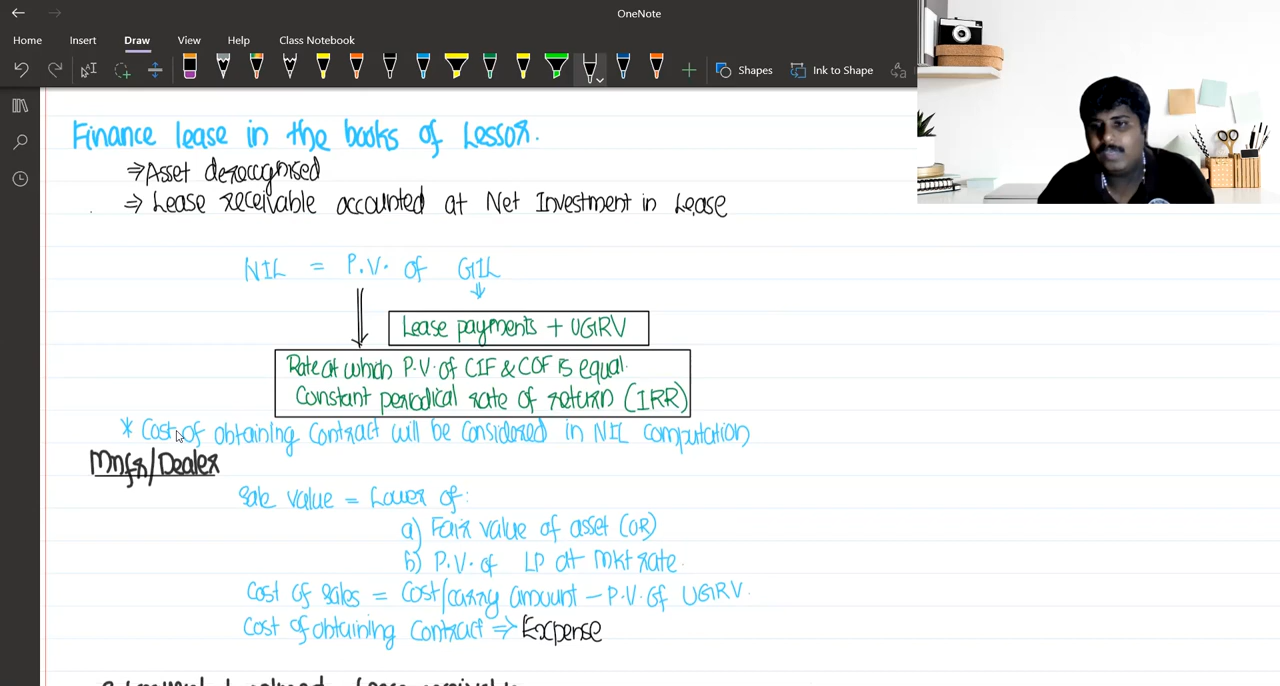 OneNote
Home Insert Draw View Help Class Notebook
Shapes Ink to Shape
Finance lease in the books of Lessor.
⇒ Asset derecognised
⇒ Lease receivable accounted at Net Investment in Lease
NIL = P.V. of GIL
Lease payments + UGRV
Rate at which P.V. of CIF & COF is equal.
Constant periodical rate of return (IRR)
* Cost of obtaining contract will be considered in NIL computation
Mnfr/Dealer
Sale value = Lower of:
a) Fair value of asset (OR)
b) P.V. of LP at mkt rate.
Cost of sales = Cost/carry amount - P.V. of UGRV.
Cost of obtaining contract ⇒ Expense